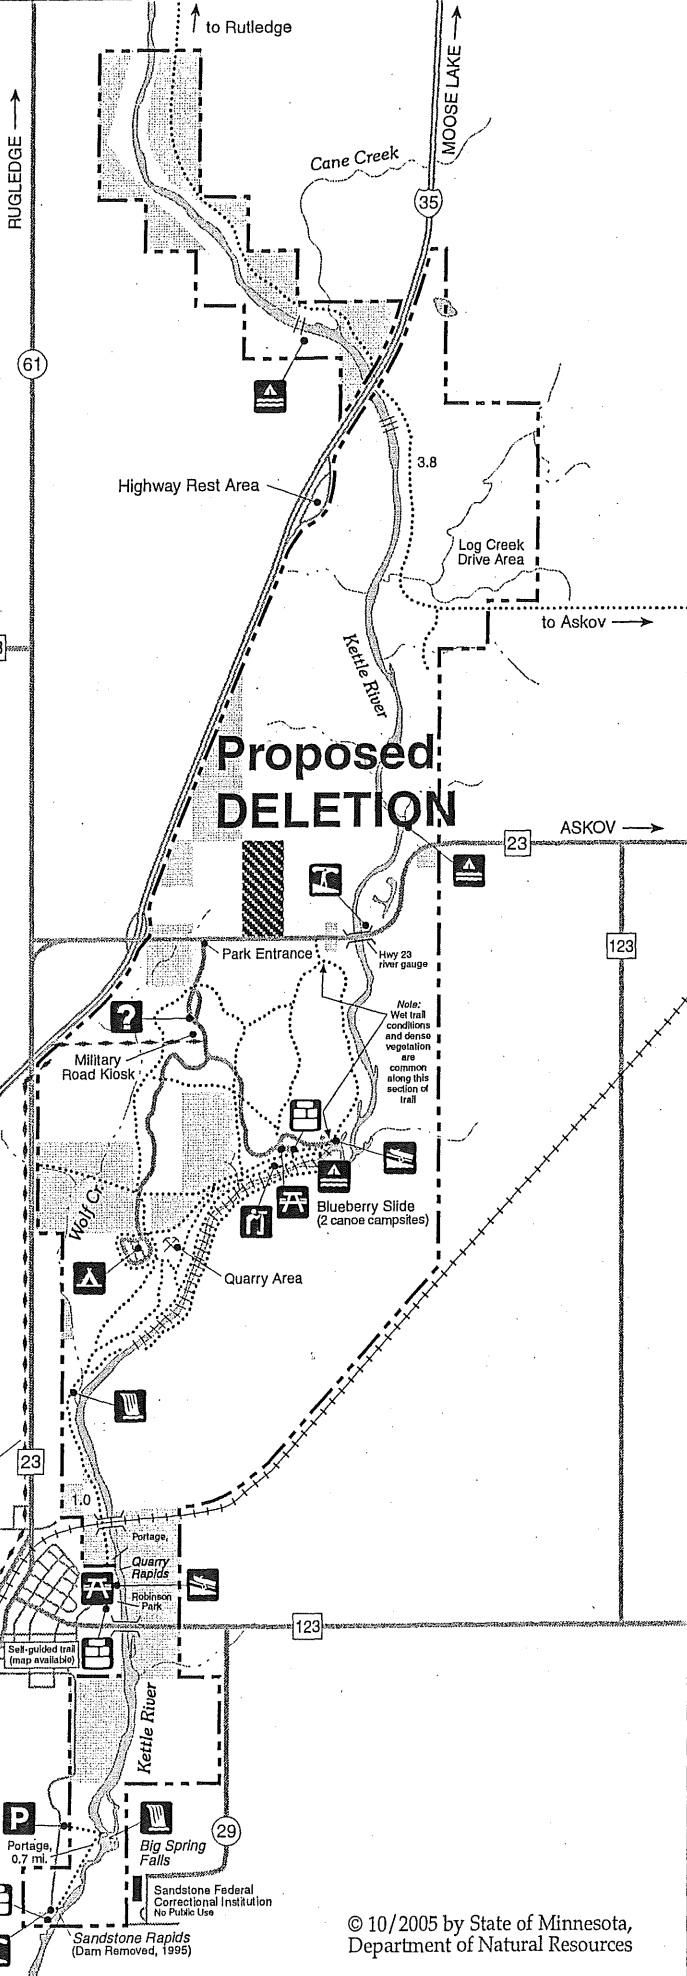 to Rutledge
MOOSE LAKE
RUGLEDGE
Cane Creek
35
61
3.8
Highway Rest Area
Log Creek
Drive Area
to Askov
Kettle River
Proposed
DELETION
ASKOV
23
123
Park Entrance
Hwy 23
river gauge
Note:
Wet trail
conditions
and dense
vegetation
are
common
along this
section of
trail
?
Military
Road Kiosk
Wolf Cr.
Blueberry Slide
(2 canoe campsites)
Quarry Area
23
1.0
Portage,
Quarry
Rapids
Robinson
Park
123
Self-guided trail
(map available)
Kettle River
P
Portage,
0.7 mi.
Big Spring
Falls
29
Sandstone Federal
Correctional Institution
No Public Use
Sandstone Rapids
(Dam Removed, 1995)
© 10/2005 by State of Minnesota,
Department of Natural Resources